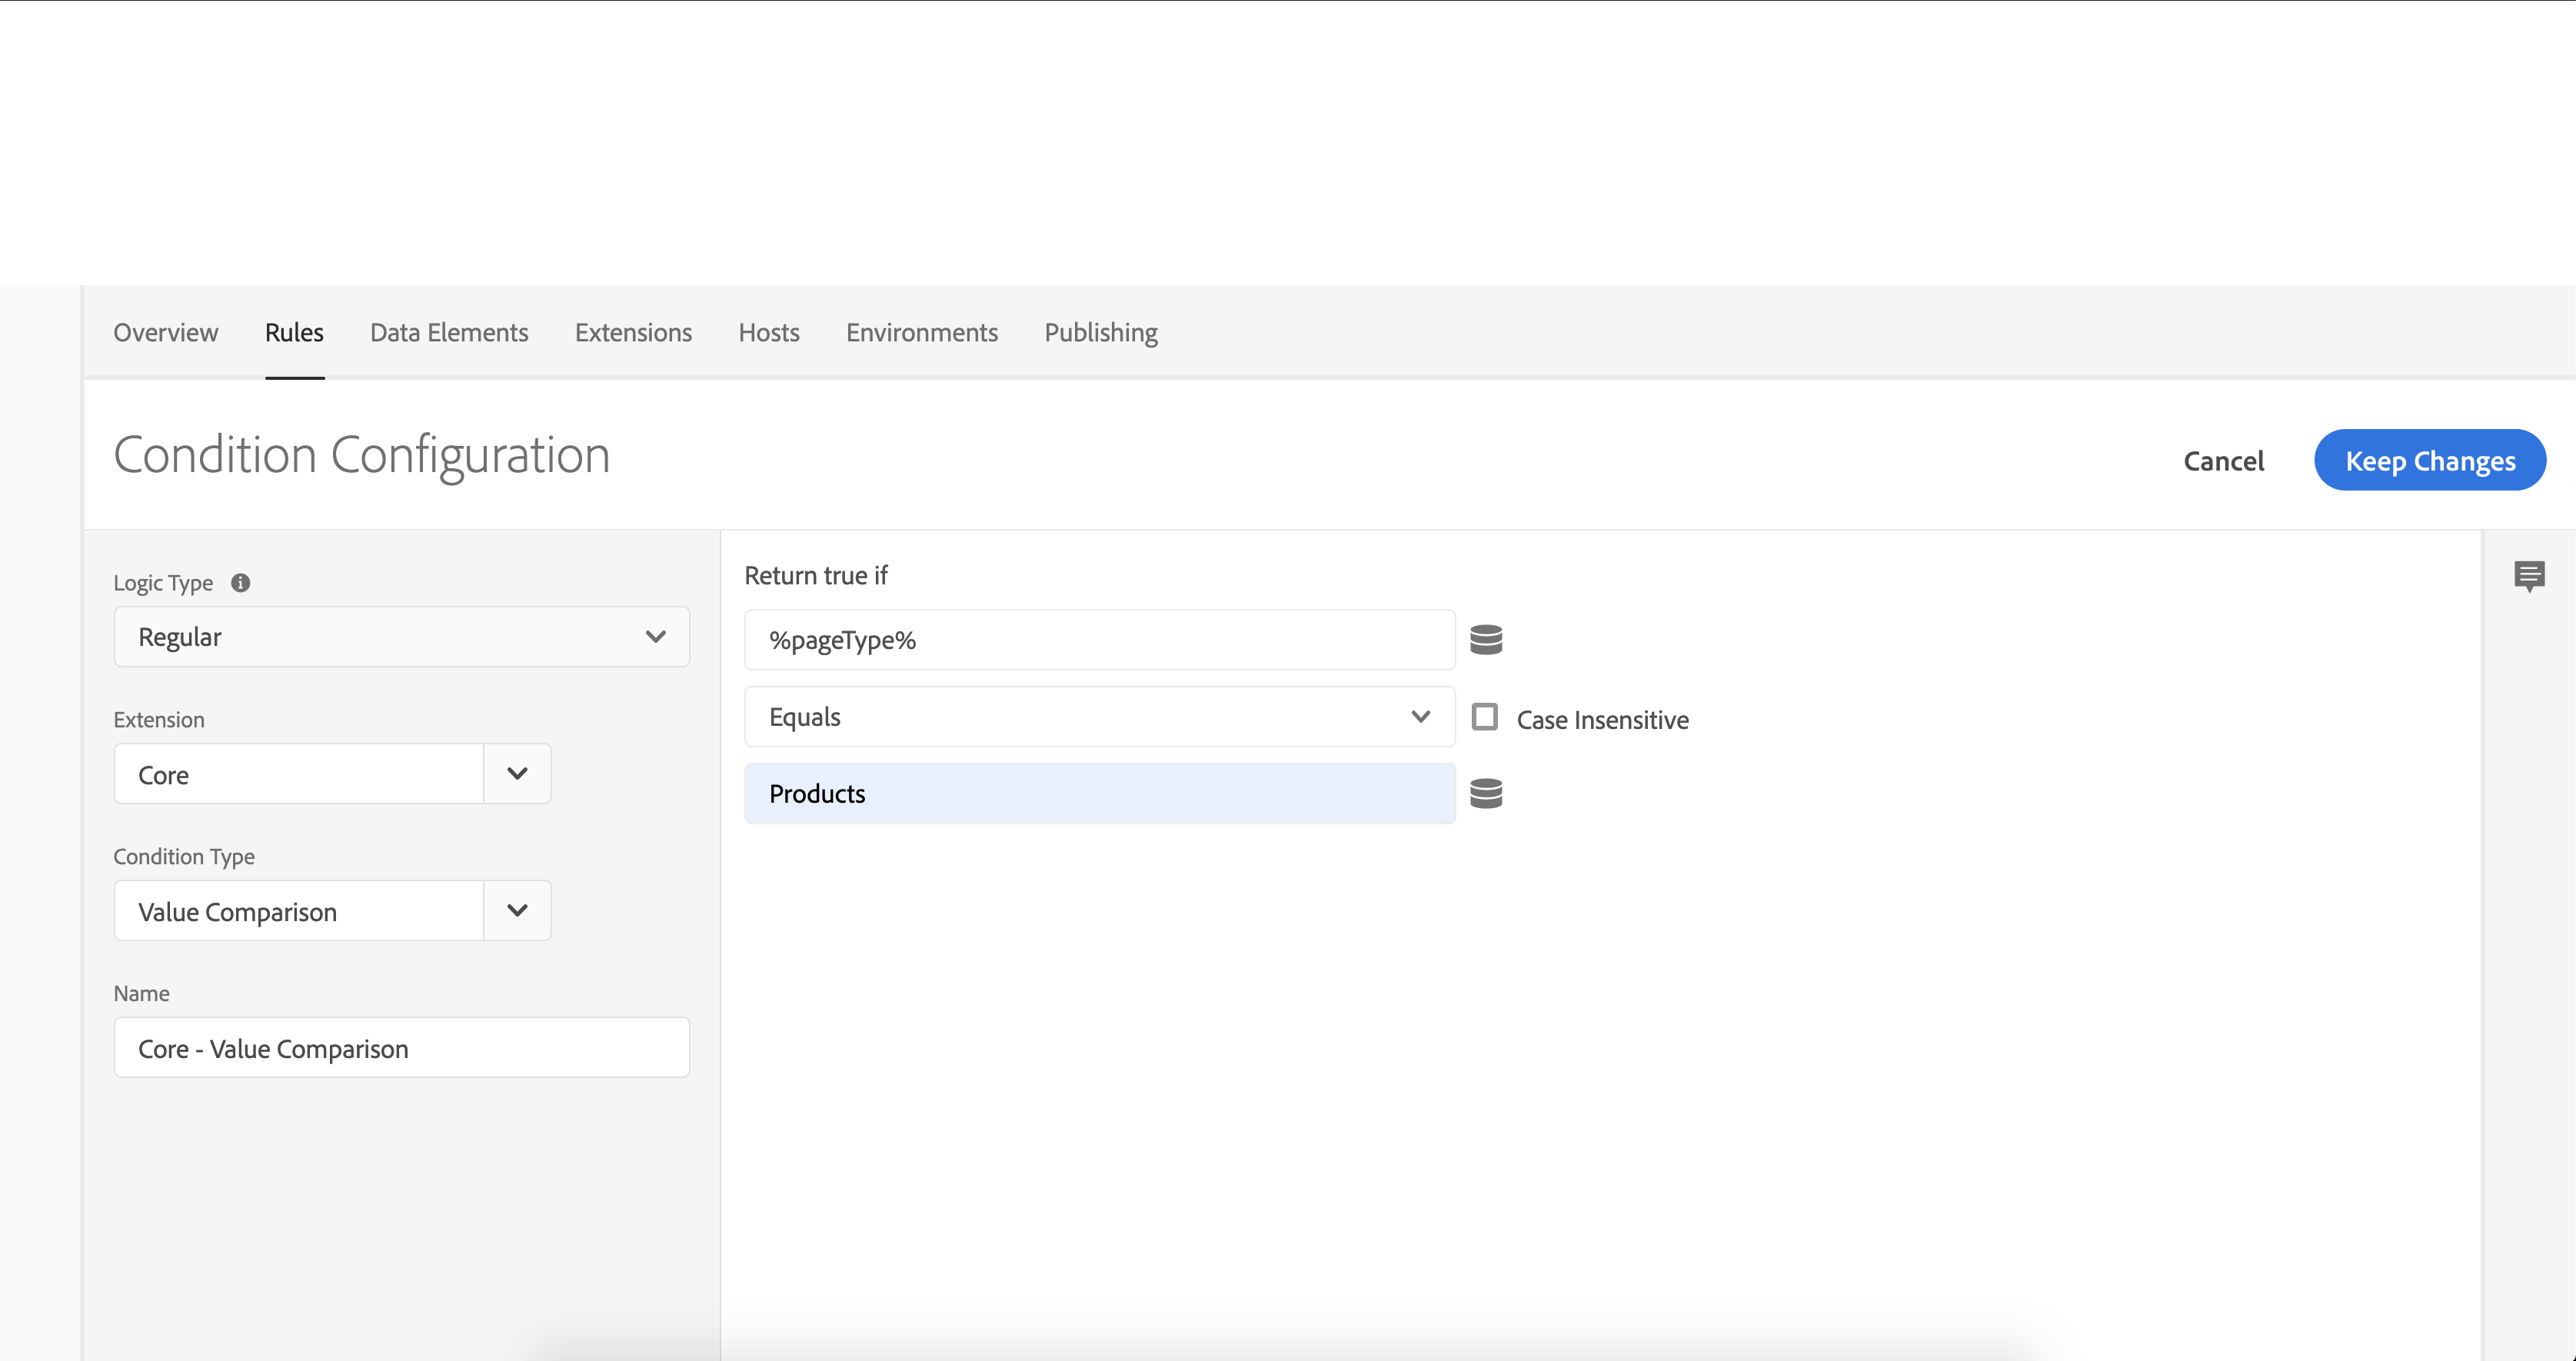 Overview Rules Data Elements Extensions Hosts Environments Publishing
Condition Configuration
Cancel Keep Changes
Logic Type
Regular
Extension
Core
Condition Type
Value Comparison
Name
Core - Value Comparison
Return true if
%pageType%
Equals
Case Insensitive
Products